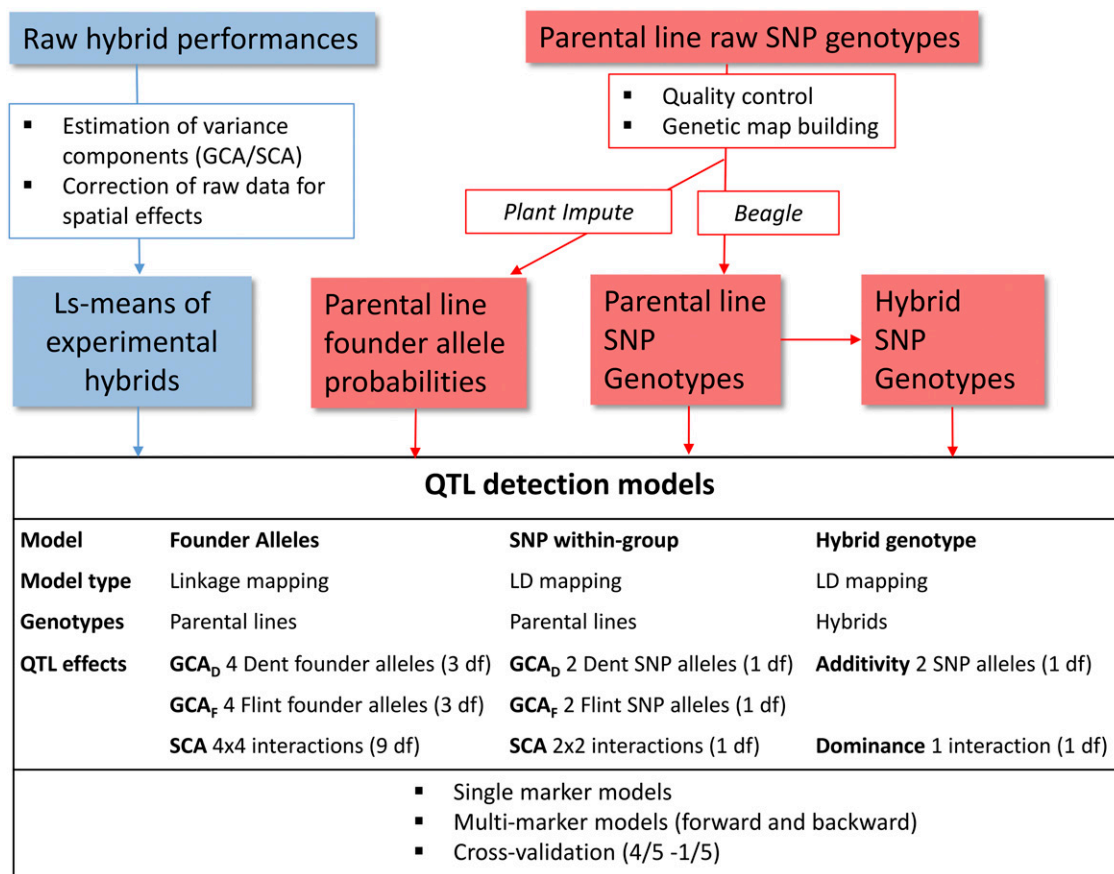 Raw hybrid performances
Parental line raw SNP genotypes
▪ Estimation of variance
components (GCA/SCA)
▪ Correction of raw data for
spatial effects
▪ Quality control
▪ Genetic map building
Plant Impute
Beagle
Ls-means of
experimental
hybrids
Parental line
founder allele
probabilities
Parental line
SNP
Genotypes
Hybrid
SNP
Genotypes
QTL detection models
Model Founder Alleles SNP within-group Hybrid genotype
Model type Linkage mapping LD mapping LD mapping
Genotypes Parental lines Parental lines Hybrids
QTL effects GCA_D 4 Dent founder alleles (3 df) GCA_D 2 Dent SNP alleles (1 df) Additivity 2 SNP alleles (1 df)
GCA_F 4 Flint founder alleles (3 df) GCA_F 2 Flint SNP alleles (1 df)
SCA 4x4 interactions (9 df) SCA 2x2 interactions (1 df) Dominance 1 interaction (1 df)
▪ Single marker models
▪ Multi-marker models (forward and backward)
▪ Cross-validation (4/5 -1/5)